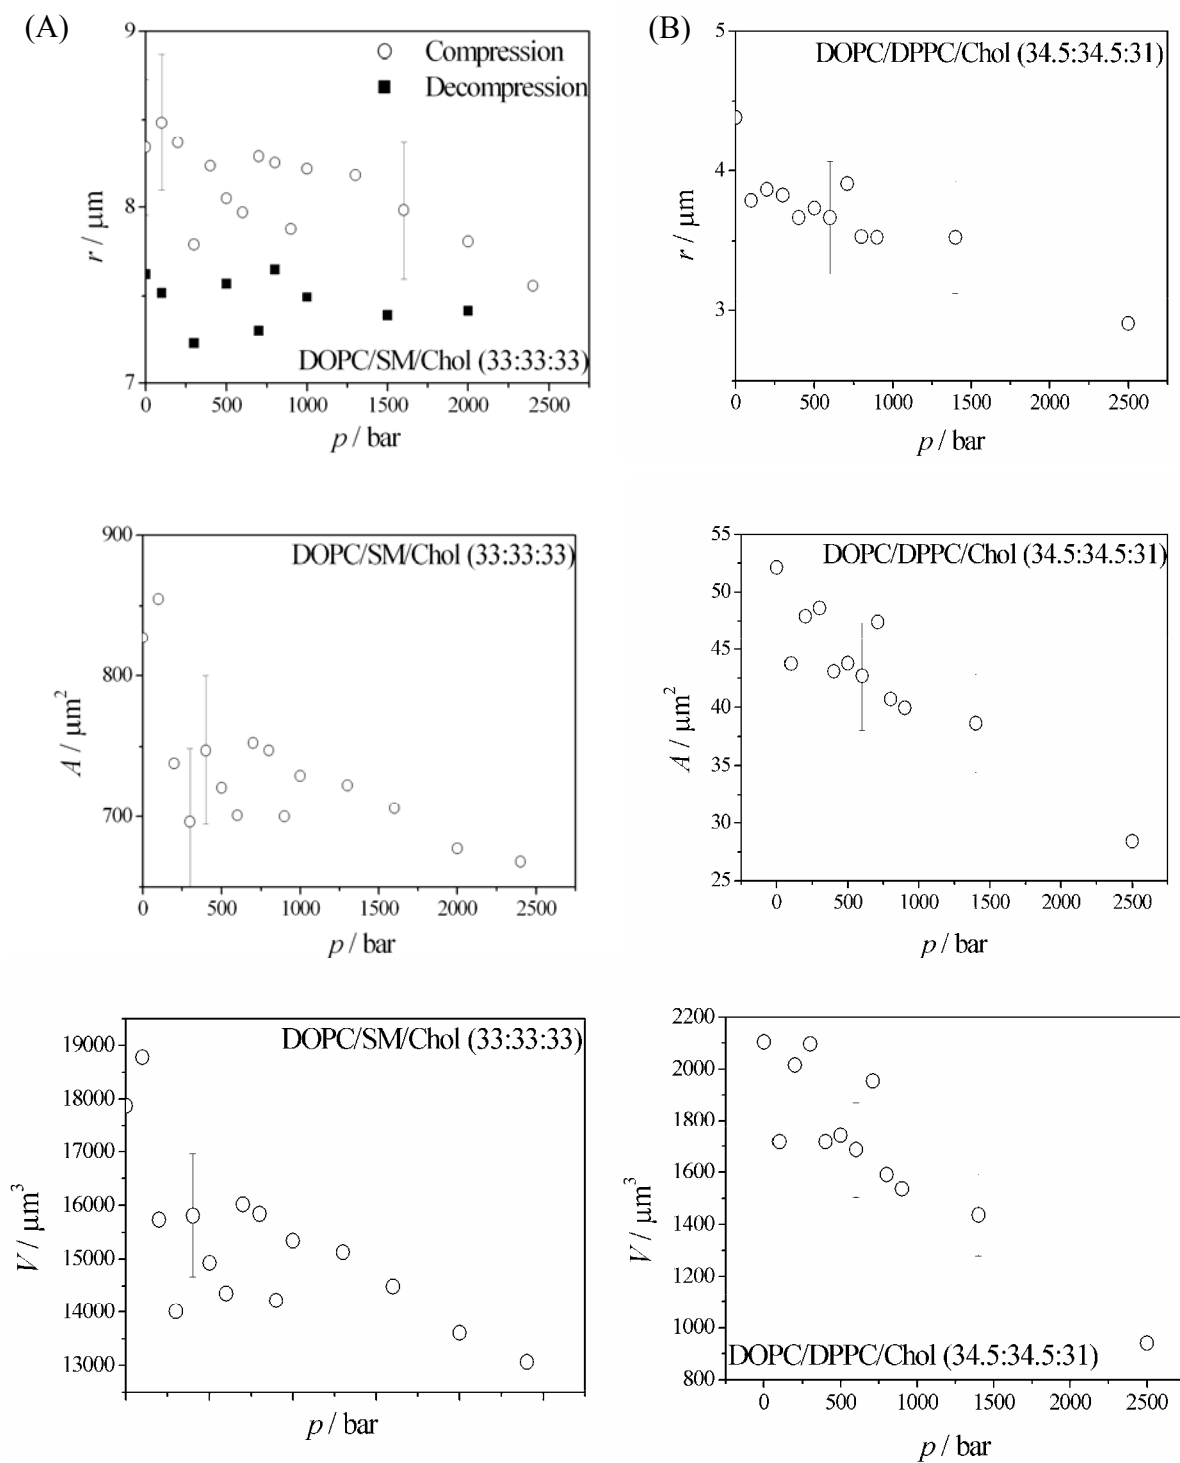 (A)
9
8
7
r / μm
Compression
Decompression
DOPC/SM/Chol (33:33:33)
0 500 1000 1500 2000 2500
p / bar
(B)
5
4
3
r / μm
DOPC/DPPC/Chol (34.5:34.5:31)
0 500 1000 1500 2000 2500
p / bar
900
800
700
A / μm²
DOPC/SM/Chol (33:33:33)
0 500 1000 1500 2000 2500
p / bar
55
50
45
40
35
30
25
A / μm²
DOPC/DPPC/Chol (34.5:34.5:31)
0 500 1000 1500 2000 2500
p / bar
19000
18000
17000
16000
15000
14000
13000
V / μm³
DOPC/SM/Chol (33:33:33)
p / bar
2200
2000
1800
1600
1400
1200
1000
800
V / μm³
DOPC/DPPC/Chol (34.5:34.5:31)
0 500 1000 1500 2000 2500
p / bar